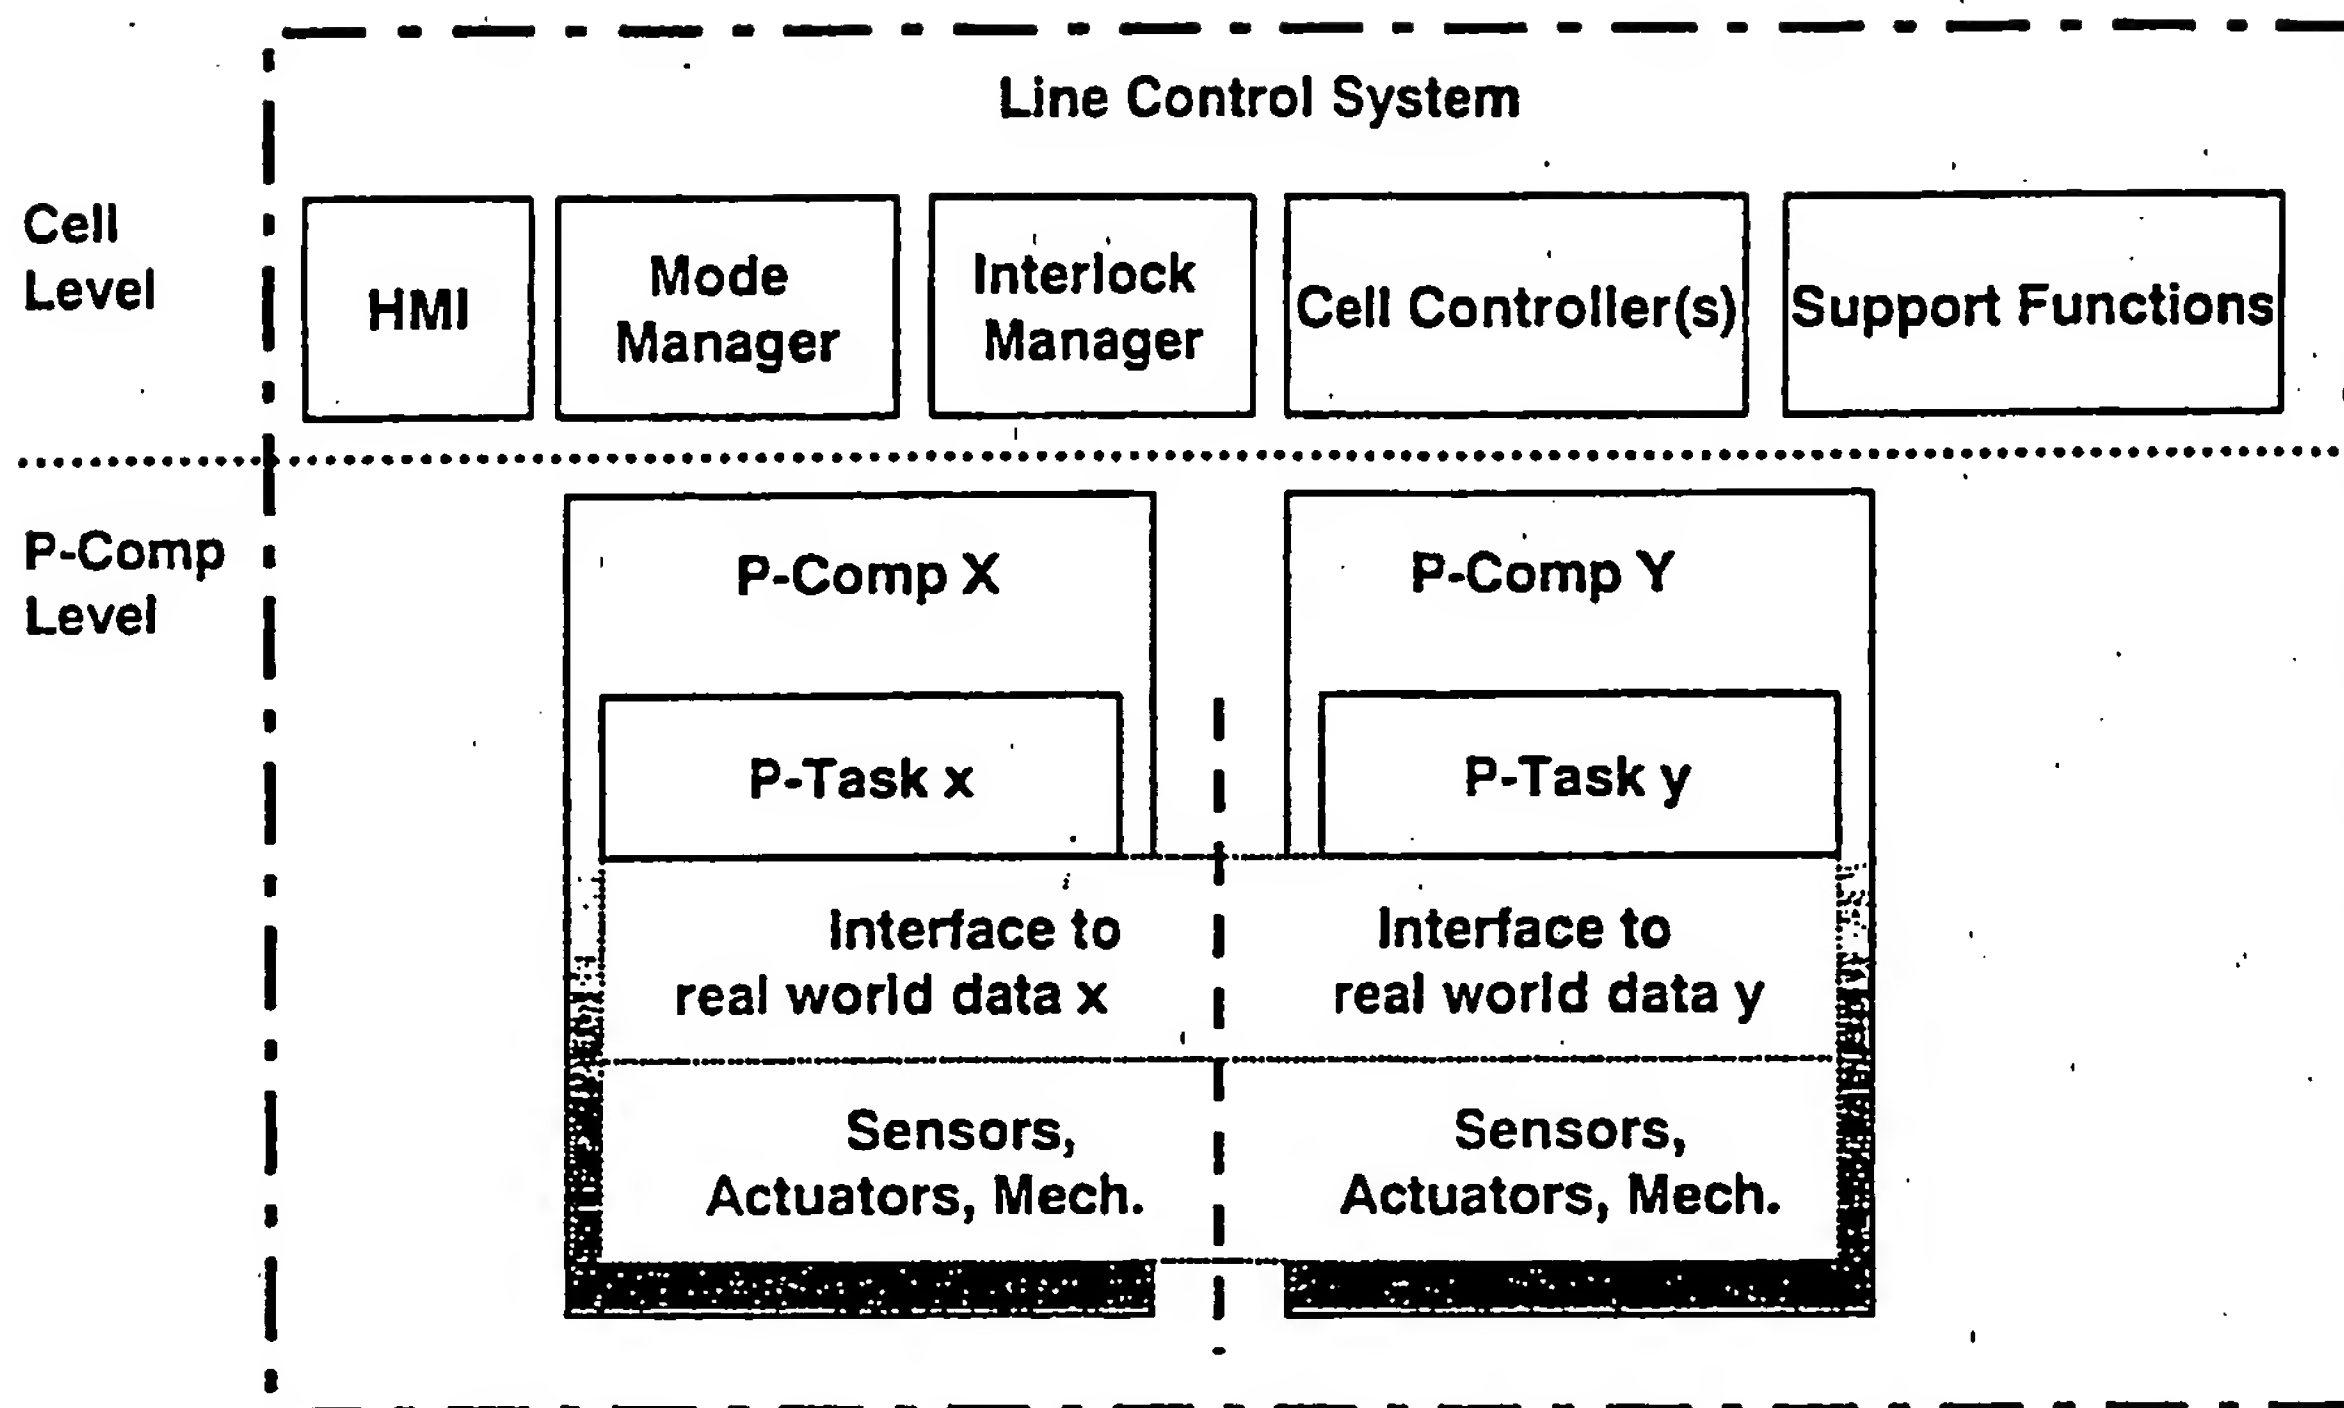 Line Control System
Cell
Level
HMI
Mode
Manager
Interlock
Manager
Cell Controller(s)
Support Functions
P-Comp
Level
P-Comp X
P-Comp Y
P-Task x
P-Task y
Interface to
real world data x
Interface to
real world data y
Sensors,
Actuators, Mech.
Sensors,
Actuators, Mech.